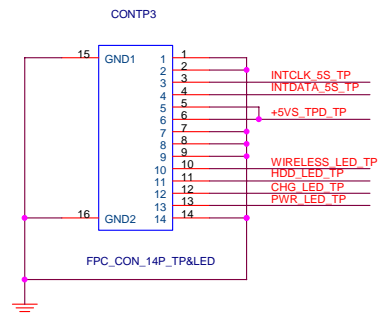 CONTP3
15 GND1 1 1
2 2
3 3 INTCLK_5S_TP
4 4 INTDATA_5S_TP
5 5
6 6 +5VS_TPD_TP
7 7
8 8
9 9
10 10 WIRELESS_LED_TP
11 11 HDD_LED_TP
12 12 CHG_LED_TP
13 13 PWR_LED_TP
16 GND2 14 14
FPC_CON_14P_TP&LED